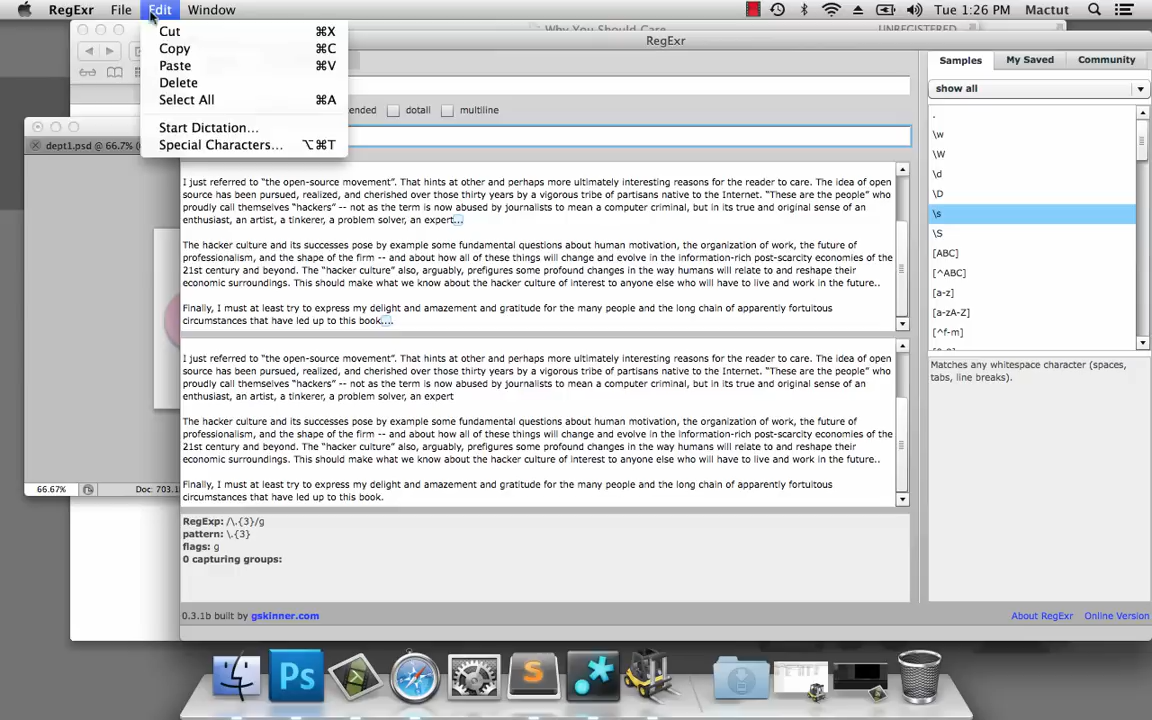 RegExr File Edit Window Tue 1:26 PM Mactut
Cut ⌘X
Copy ⌘C
Paste ⌘V
Delete
Select All ⌘A
Start Dictation…
Special Characters… ⌥⌘T
Why You Should Care UNREGISTERED
RegExr
dotall multiline
dept1.psd @ 66.7%
I just referred to “the open-source movement”. That hints at other and perhaps more ultimately interesting reasons for the reader to care. The idea of open
source has been pursued, realized, and cherished over those thirty years by a vigorous tribe of partisans native to the Internet. “These are the people” who
proudly call themselves “hackers” -- not as the term is now abused by journalists to mean a computer criminal, but in its true and original sense of an
enthusiast, an artist, a tinkerer, a problem solver, an expert...
The hacker culture and its successes pose by example some fundamental questions about human motivation, the organization of work, the future of
professionalism, and the shape of the firm -- and about how all of these things will change and evolve in the information-rich post-scarcity economies of the
21st century and beyond. The “hacker culture” also, arguably, prefigures some profound changes in the way humans will relate to and reshape their
economic surroundings. This should make what we know about the hacker culture of interest to anyone else who will have to live and work in the future..
Finally, I must at least try to express my delight and amazement and gratitude for the many people and the long chain of apparently fortuitous
circumstances that have led up to this book....
I just referred to “the open-source movement”. That hints at other and perhaps more ultimately interesting reasons for the reader to care. The idea of open
source has been pursued, realized, and cherished over those thirty years by a vigorous tribe of partisans native to the Internet. “These are the people” who
proudly call themselves “hackers” -- not as the term is now abused by journalists to mean a computer criminal, but in its true and original sense of an
enthusiast, an artist, a tinkerer, a problem solver, an expert
The hacker culture and its successes pose by example some fundamental questions about human motivation, the organization of work, the future of
professionalism, and the shape of the firm -- and about how all of these things will change and evolve in the information-rich post-scarcity economies of the
21st century and beyond. The “hacker culture” also, arguably, prefigures some profound changes in the way humans will relate to and reshape their
economic surroundings. This should make what we know about the hacker culture of interest to anyone else who will have to live and work in the future..
Finally, I must at least try to express my delight and amazement and gratitude for the many people and the long chain of apparently fortuitous
circumstances that have led up to this book.
66.67% Doc: 703.1
RegExp: /\.{3}/g
pattern: \.{3}
flags: g
0 capturing groups:
0.3.1b built by gskinner.com
Samples My Saved Community
show all
.
\w
\W
\d
\D
\s
\S
[ABC]
[^ABC]
[a-z]
[a-zA-Z]
[^f-m]
Matches any whitespace character (spaces,
tabs, line breaks).
About RegExr Online Version
Ps
S